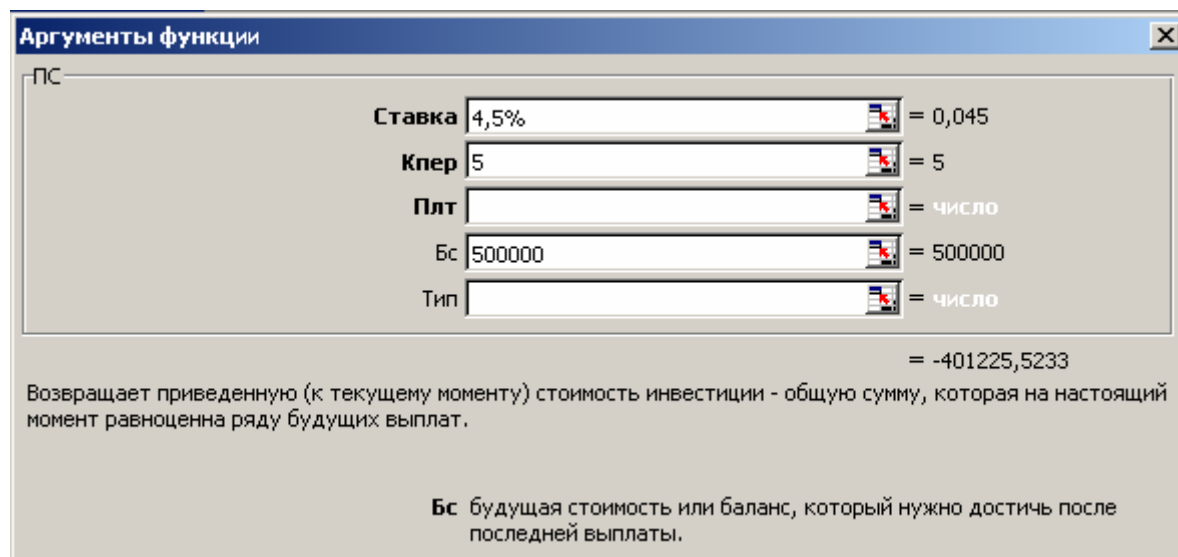 Аргументы функции
ПС
Ставка 4,5% = 0,045
Кпер 5 = 5
Плт = число
Бс 500000 = 500000
Тип = число
= -401225,5233
Возвращает приведенную (к текущему моменту) стоимость инвестиции - общую сумму, которая на настоящий
момент равноценна ряду будущих выплат.
Бс будущая стоимость или баланс, который нужно достичь после
последней выплаты.